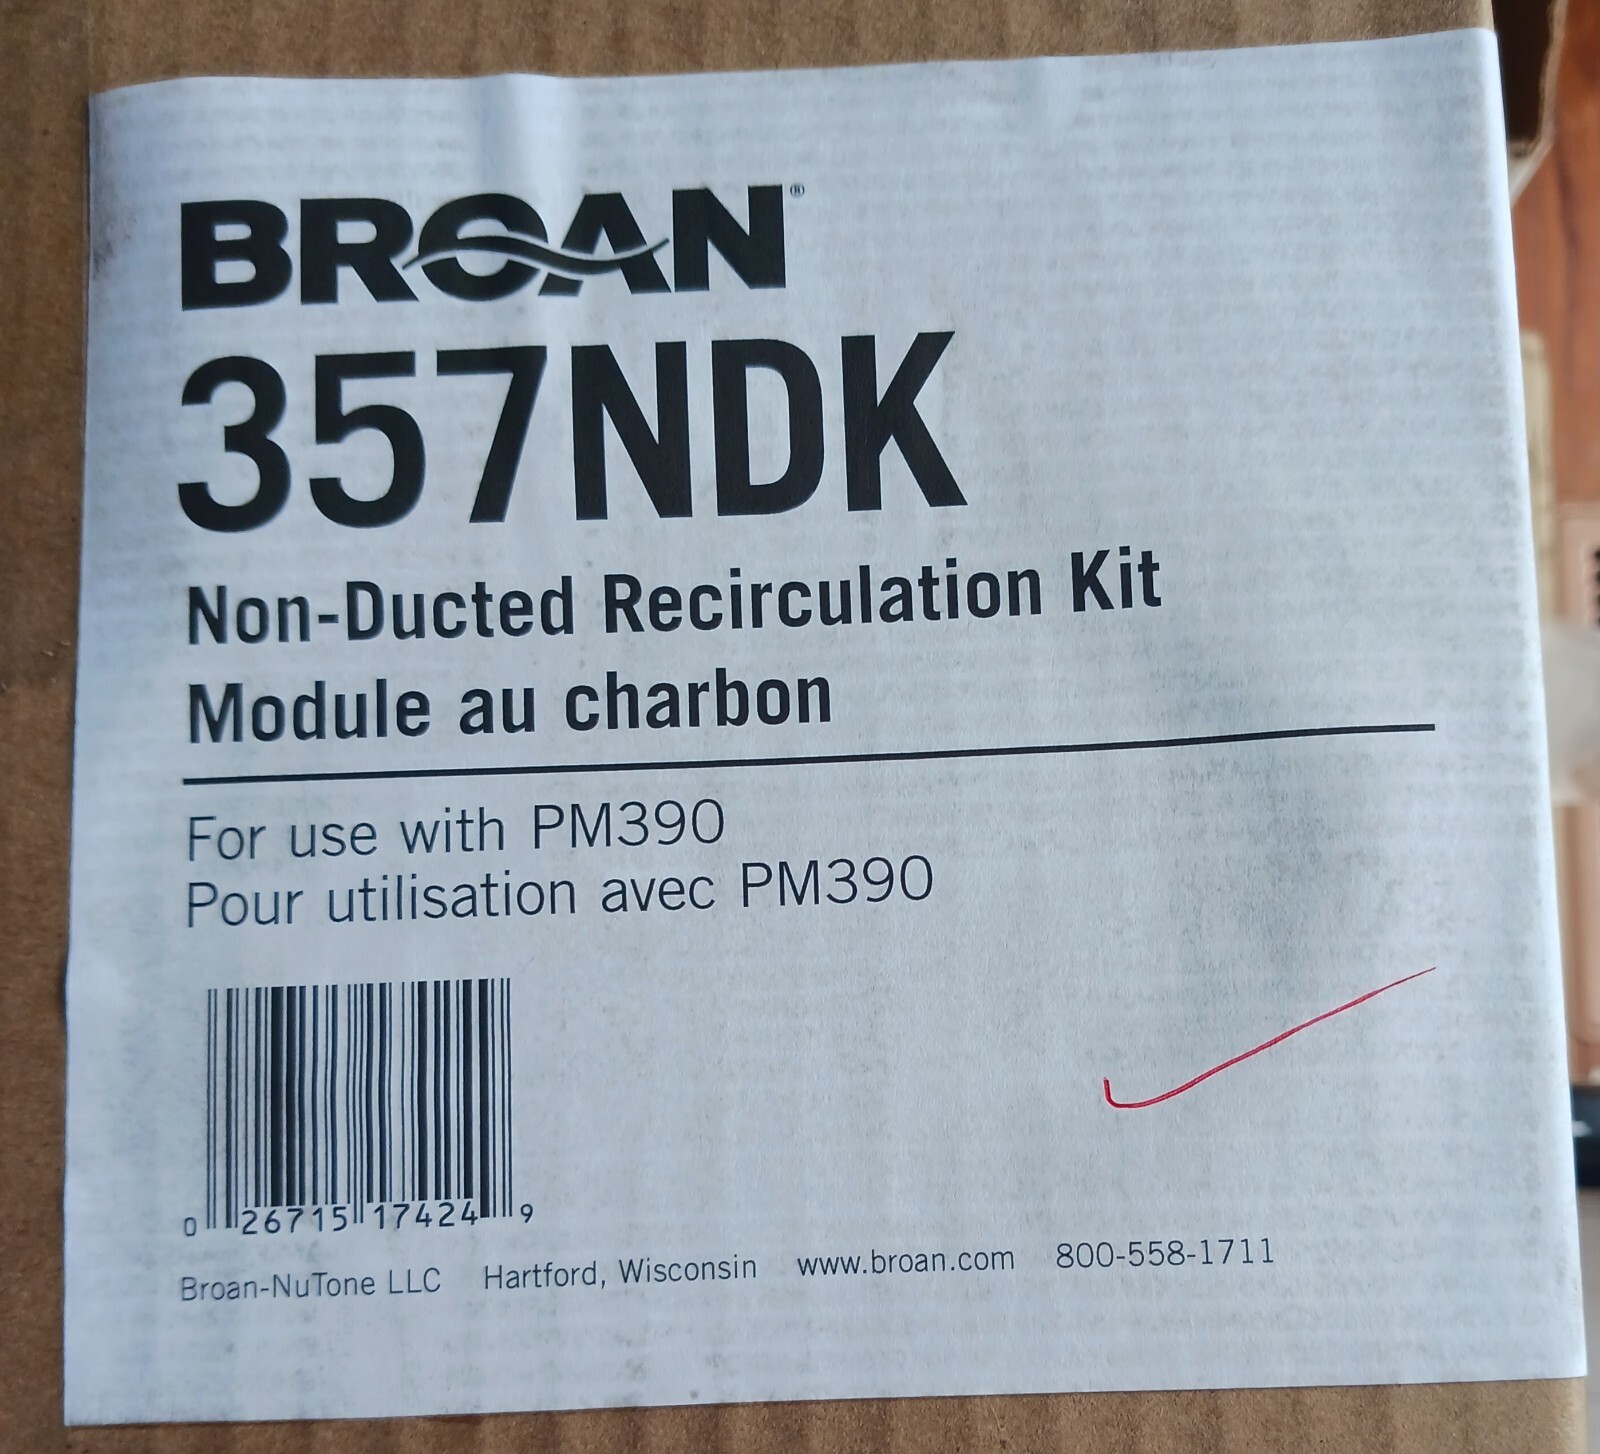 BROAN®
357NDK
Non-Ducted Recirculation Kit
Module au charbon
For use with PM390
Pour utilisation avec PM390
0 26715 17424 9
Broan-NuTone LLC Hartford, Wisconsin www.broan.com 800-558-1711